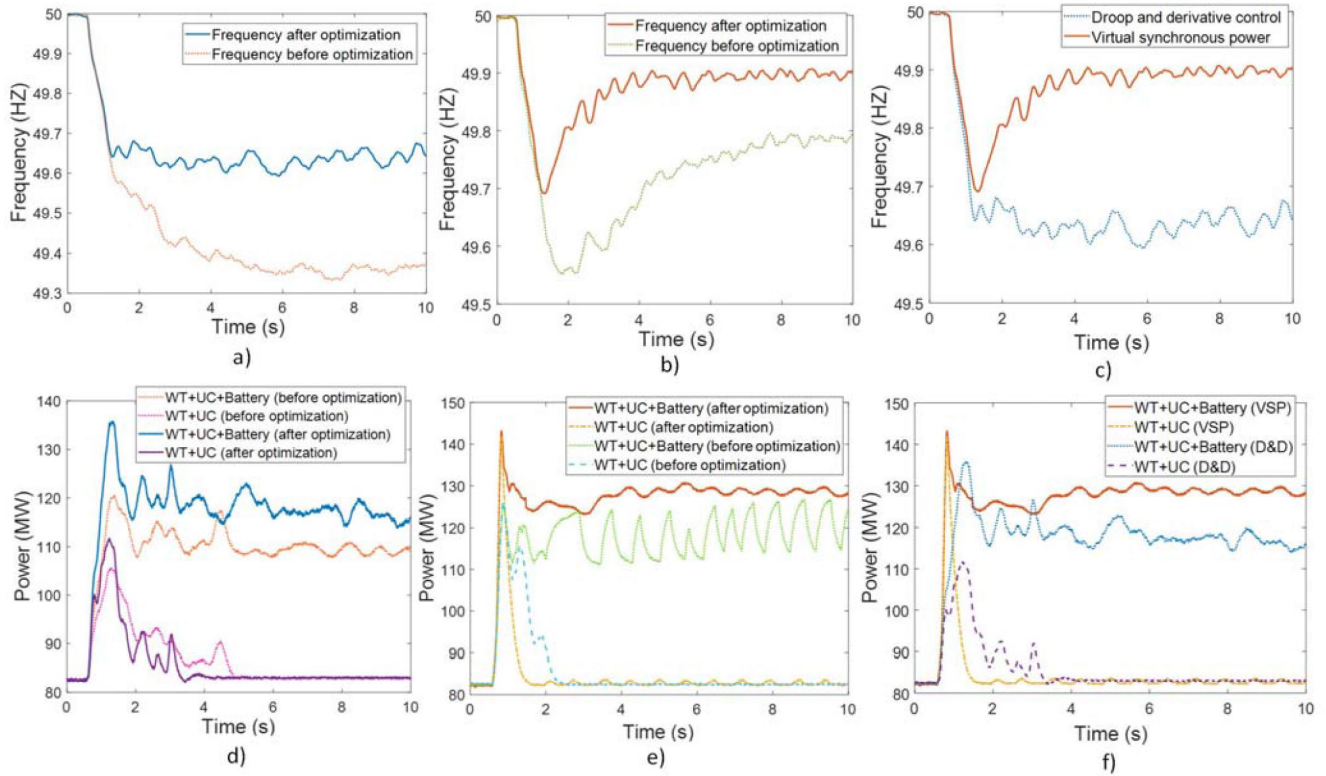 50
49.9
49.8
49.7
49.6
49.5
49.4
49.3
0 2 4 6 8 10
Frequency (HZ)
Time (s)
Frequency after optimization
Frequency before optimization
a)
50
49.9
49.8
49.7
49.6
49.5
0 2 4 6 8 10
Frequency (HZ)
Time (s)
Frequency after optimization
Frequency before optimization
b)
50
49.9
49.8
49.7
49.6
49.5
0 2 4 6 8 10
Frequency (HZ)
Time (s)
Droop and derivative control
Virtual synchronous power
c)
140
130
120
110
100
90
80
0 2 4 6 8 10
Power (MW)
Time (s)
WT+UC+Battery (before optimization)
WT+UC (before optimization)
WT+UC+Battery (after optimization)
WT+UC (after optimization)
d)
150
140
130
120
110
100
90
80
0 2 4 6 8 10
Power (MW)
Time (s)
WT+UC+Battery (after optimization)
WT+UC (after optimization)
WT+UC+Battery (before optimization)
WT+UC (before optimization)
e)
150
140
130
120
110
100
90
80
0 2 4 6 8 10
Power (MW)
Time (s)
WT+UC+Battery (VSP)
WT+UC (VSP)
WT+UC+Battery (D&D)
WT+UC (D&D)
f)